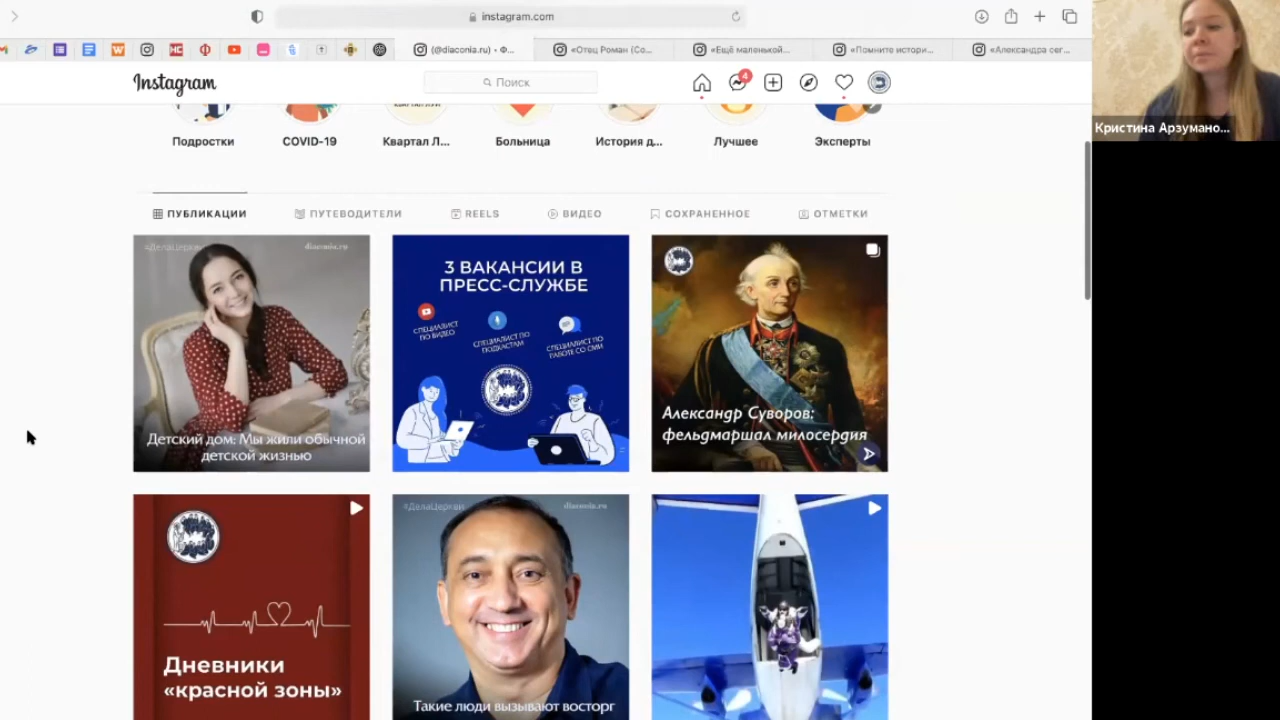 instagram.com
(@diaconia.ru) • Ф...
«Отец Роман (Со...
«Ещё маленькой...
«Помните истори...
«Александра сег...
Instagram
Поиск
4
Кристина Арзумано...
Подростки
COVID-19
Квартал Л...
Больница
История д...
Лучшее
Эксперты
ПУБЛИКАЦИИ
ПУТЕВОДИТЕЛИ
REELS
ВИДЕО
СОХРАНЕННОЕ
ОТМЕТКИ
#ДелаЦеркви
diaconia.ru
Детский дом: Мы жили обычной
детской жизнью
3 ВАКАНСИИ В
ПРЕСС-СЛУЖБЕ
СПЕЦИАЛИСТ
ПО ВИДЕО
СПЕЦИАЛИСТ ПО
ПОДКАСТАМ
СПЕЦИАЛИСТ ПО
РАБОТЕ СО СМИ
Александр Суворов:
фельдмаршал милосердия
Дневники
«красной зоны»
#ДелаЦеркви
diaconia.ru
Такие люди вызывают восторг